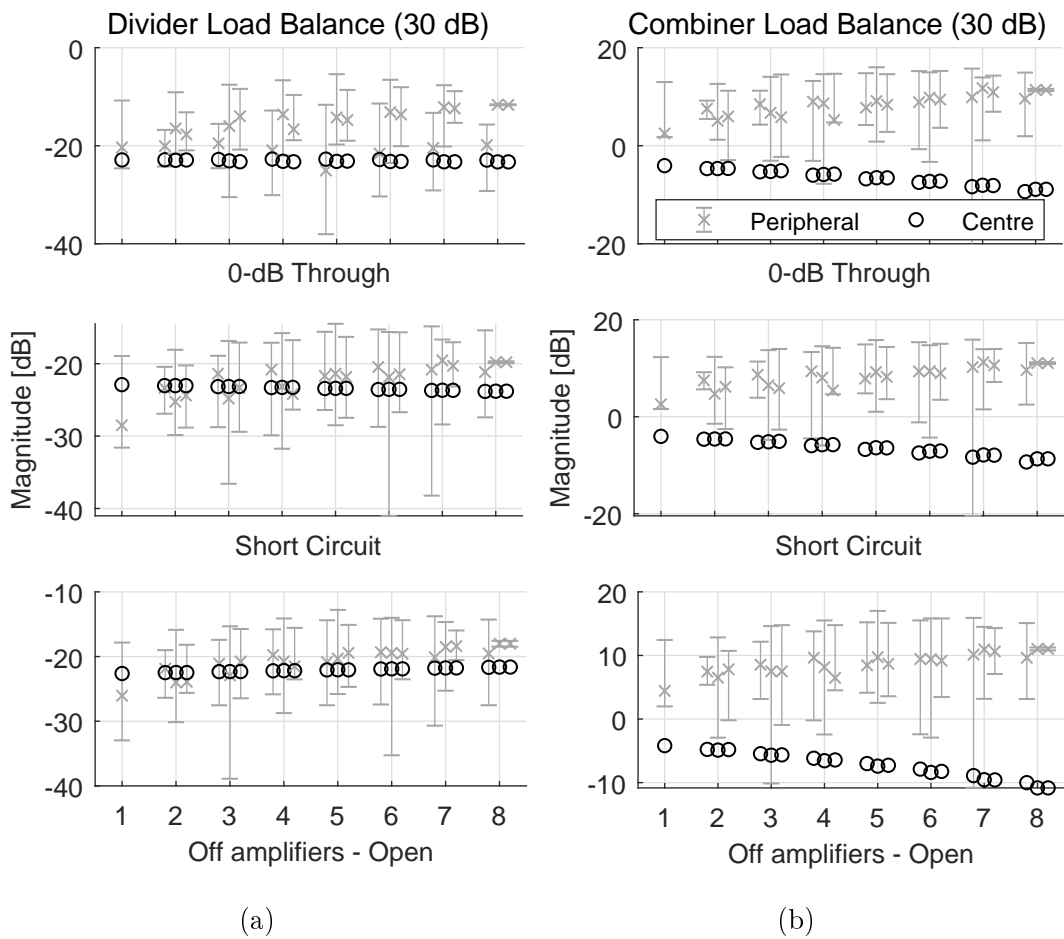 Divider Load Balance (30 dB)
Combiner Load Balance (30 dB)
0
-20
-40
0-dB Through
20
0
-20
Peripheral
Centre
0-dB Through
Magnitude [dB]
-20
-30
-40
Short Circuit
Magnitude [dB]
20
0
-20
Short Circuit
-10
-20
-30
-40
1 2 3 4 5 6 7 8
Off amplifiers - Open
20
10
0
-10
1 2 3 4 5 6 7 8
Off amplifiers - Open
(a)
(b)